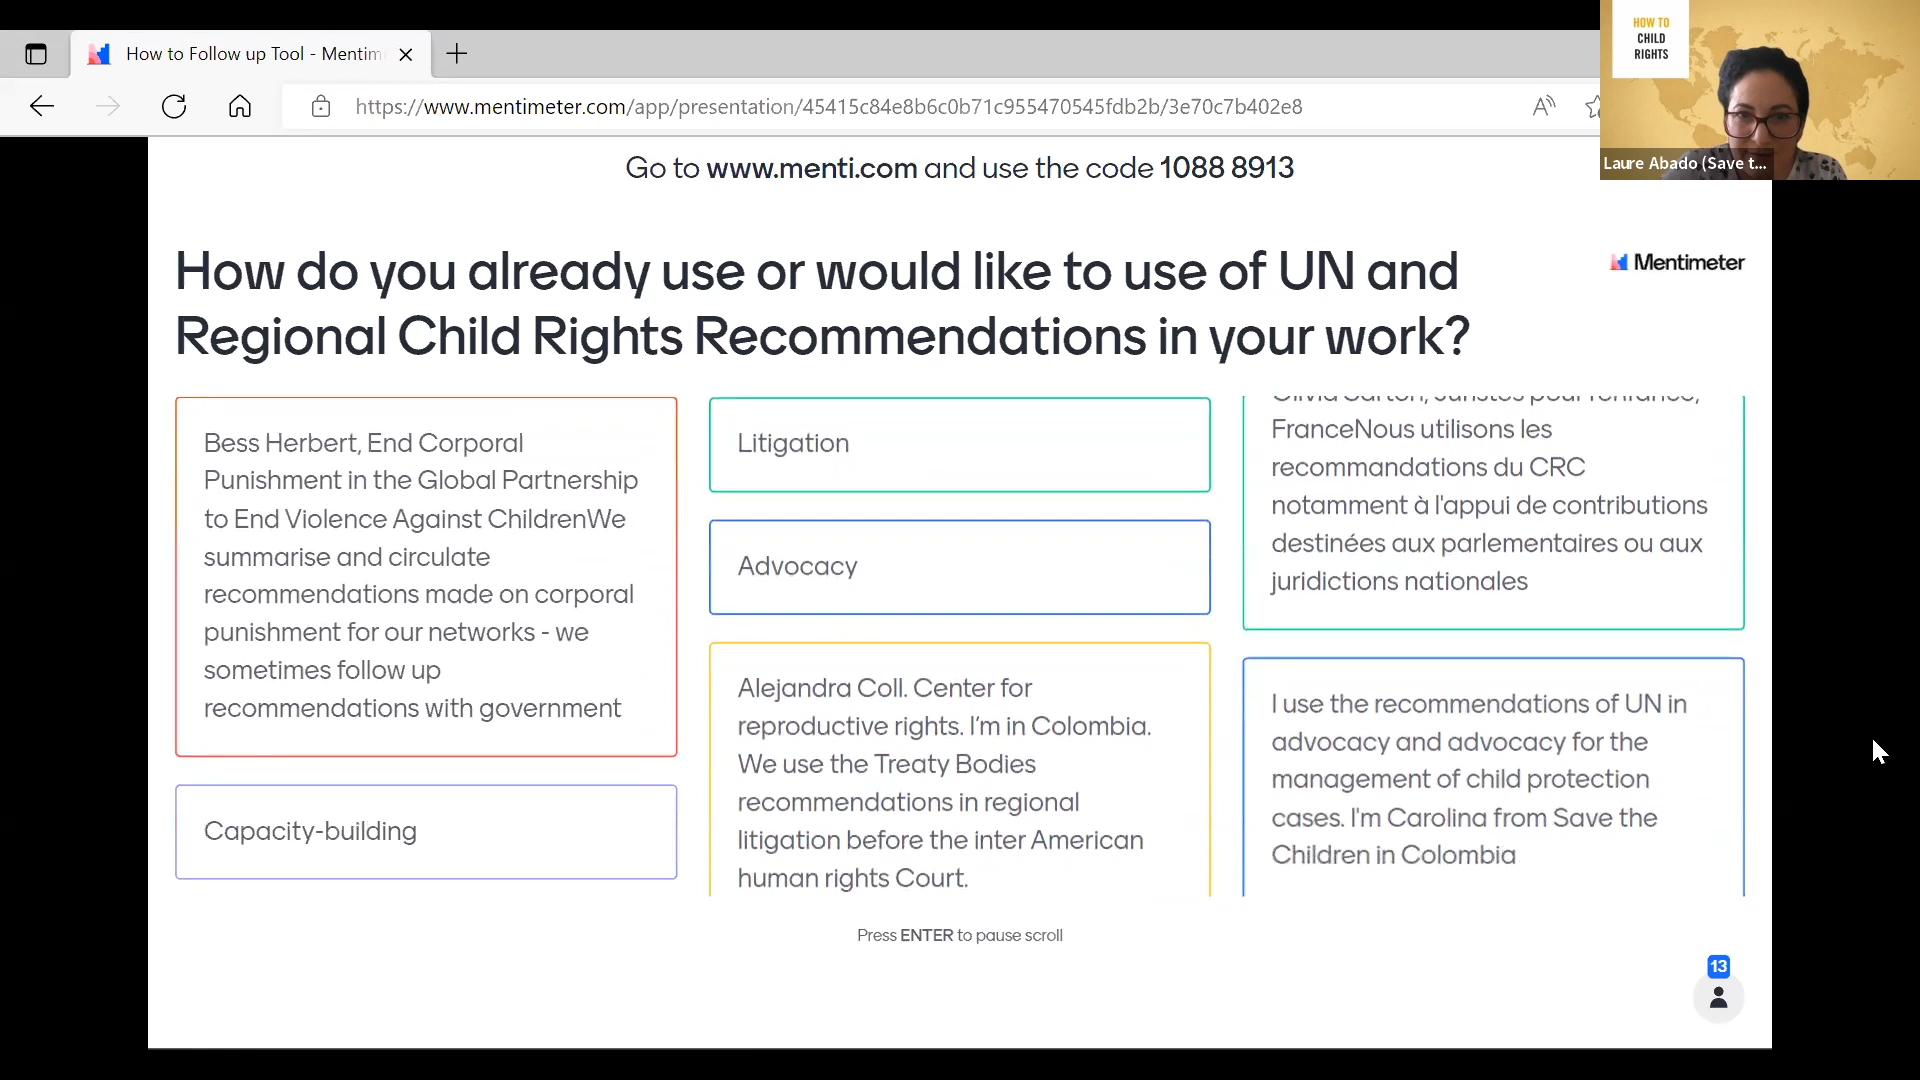 How to Follow up Tool - Mentim
https://www.mentimeter.com/app/presentation/45415c84e8b6c0b71c955470545fdb2b/3e70c7b402e8
HOW TO
CHILD
RIGHTS
Laure Abado (Save t...
Go to www.menti.com and use the code 1088 8913
How do you already use or would like to use of UN and
Regional Child Rights Recommendations in your work?
Mentimeter
Bess Herbert, End Corporal
Punishment in the Global Partnership
to End Violence Against ChildrenWe
summarise and circulate
recommendations made on corporal
punishment for our networks - we
sometimes follow up
recommendations with government
Capacity-building
Litigation
Advocacy
Alejandra Coll. Center for
reproductive rights. I'm in Colombia.
We use the Treaty Bodies
recommendations in regional
litigation before the inter American
human rights Court.
FranceNous utilisons les
recommandations du CRC
notamment à l'appui de contributions
destinées aux parlementaires ou aux
juridictions nationales
I use the recommendations of UN in
advocacy and advocacy for the
management of child protection
cases. I'm Carolina from Save the
Children in Colombia
Press ENTER to pause scroll
13